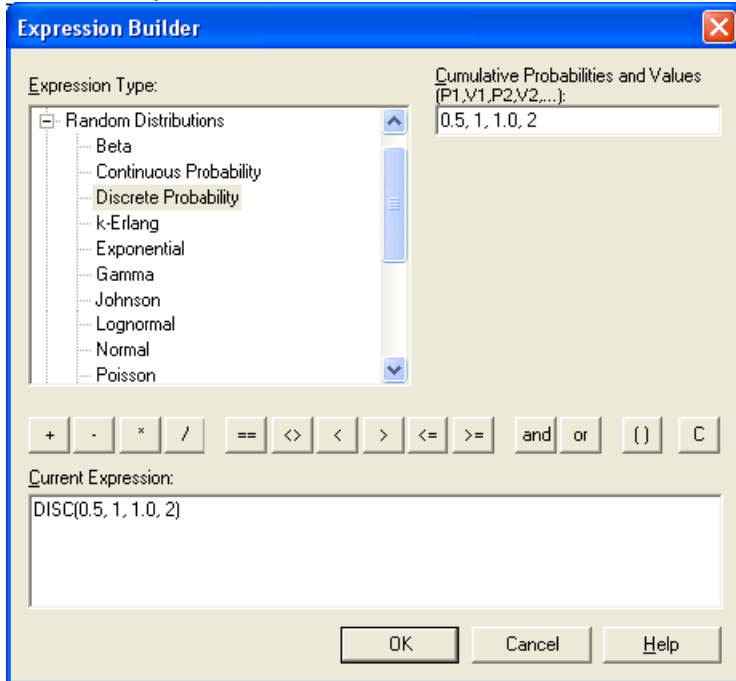 Expression Builder
Expression Type:
Random Distributions
Beta
Continuous Probability
Discrete Probability
k-Erlang
Exponential
Gamma
Johnson
Lognormal
Normal
Poisson
Cumulative Probabilities and Values
(P1,V1,P2,V2,...):
0.5, 1, 1.0, 2
+ - * / == <> < > <= >= and or () C
Current Expression:
DISC(0.5, 1, 1.0, 2)
OK Cancel Help